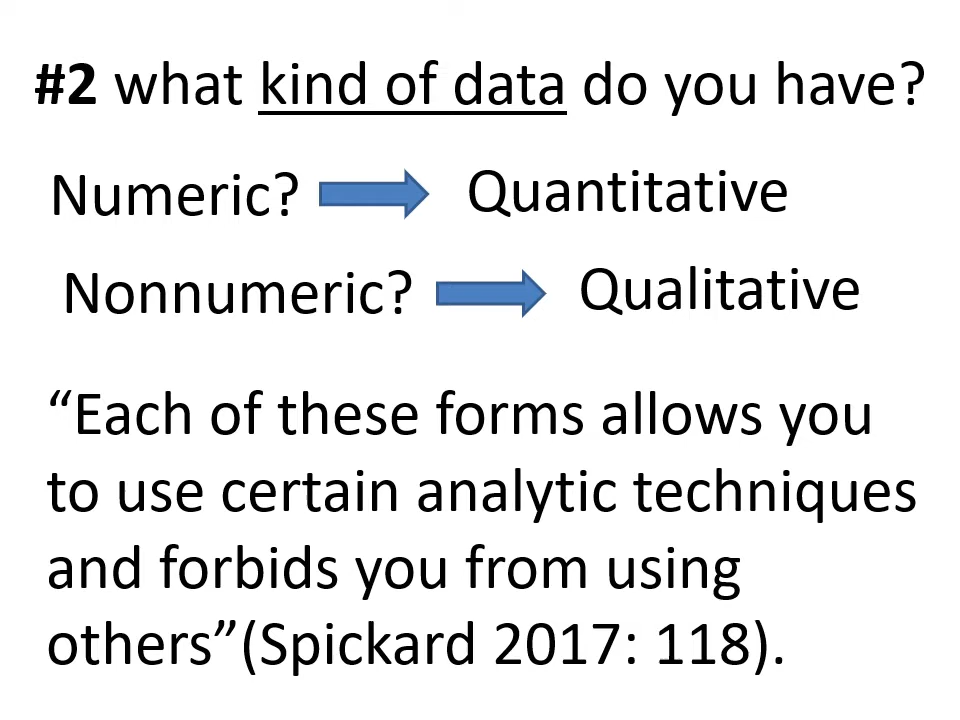 #2 what kind of data do you have?
Numeric? Quantitative
Nonnumeric? Qualitative
“Each of these forms allows you
to use certain analytic techniques
and forbids you from using
others”(Spickard 2017: 118).